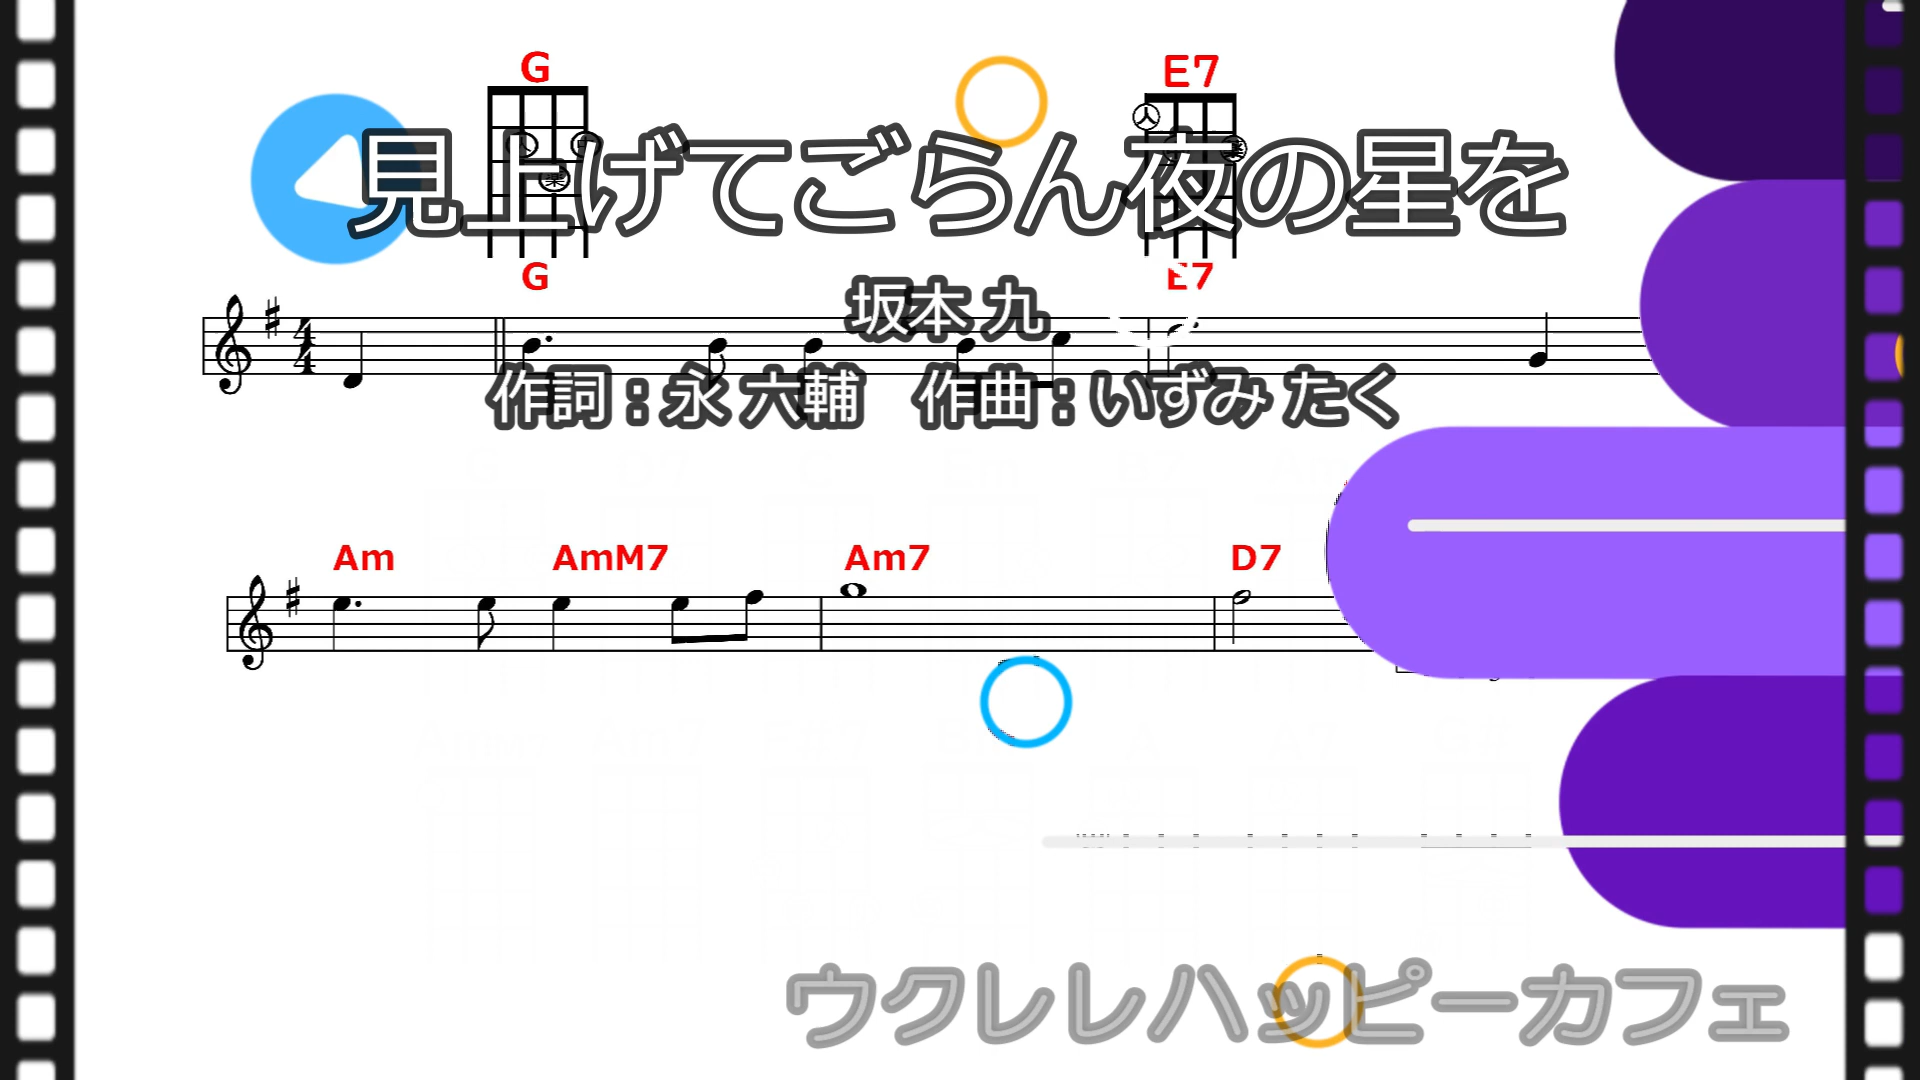 G E7
見上げてごらん夜の星を
G E7
坂本 九
作詞：永 六輔 作曲：いずみ たく
Am AmM7 Am7 D7
ウクレレハッピーカフェ